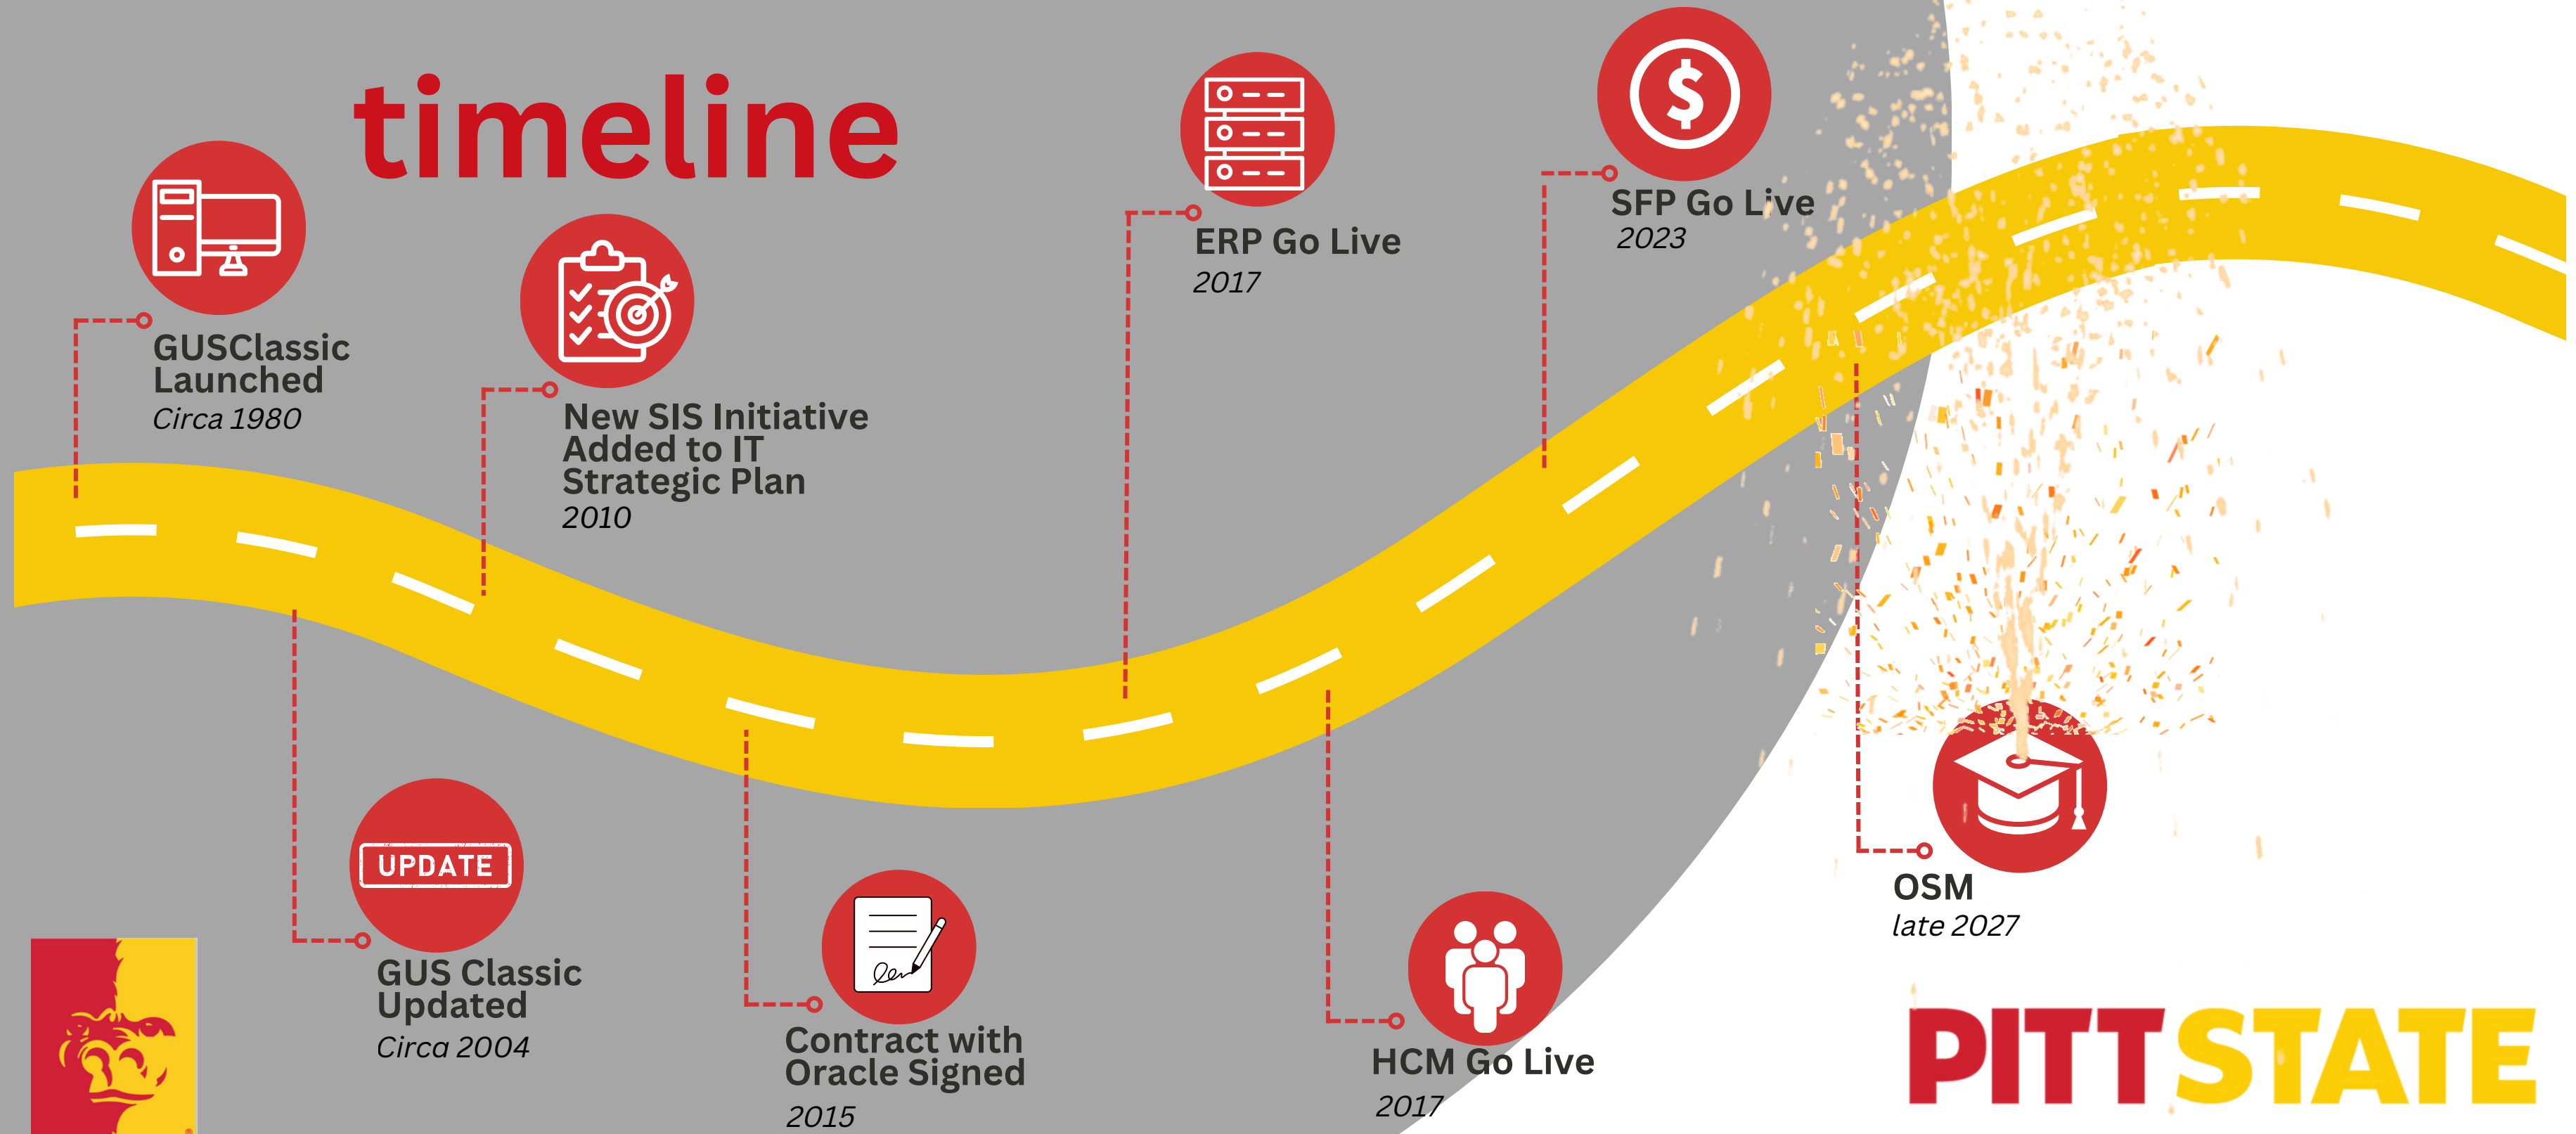 timeline
GUSClassic
Launched
Circa 1980
New SIS Initiative
Added to IT
Strategic Plan
2010
ERP Go Live
2017
SFP Go Live
2023
UPDATE
GUS Classic
Updated
Circa 2004
Contract with
Oracle Signed
2015
HCM Go Live
2017
OSM
late 2027
PITT STATE